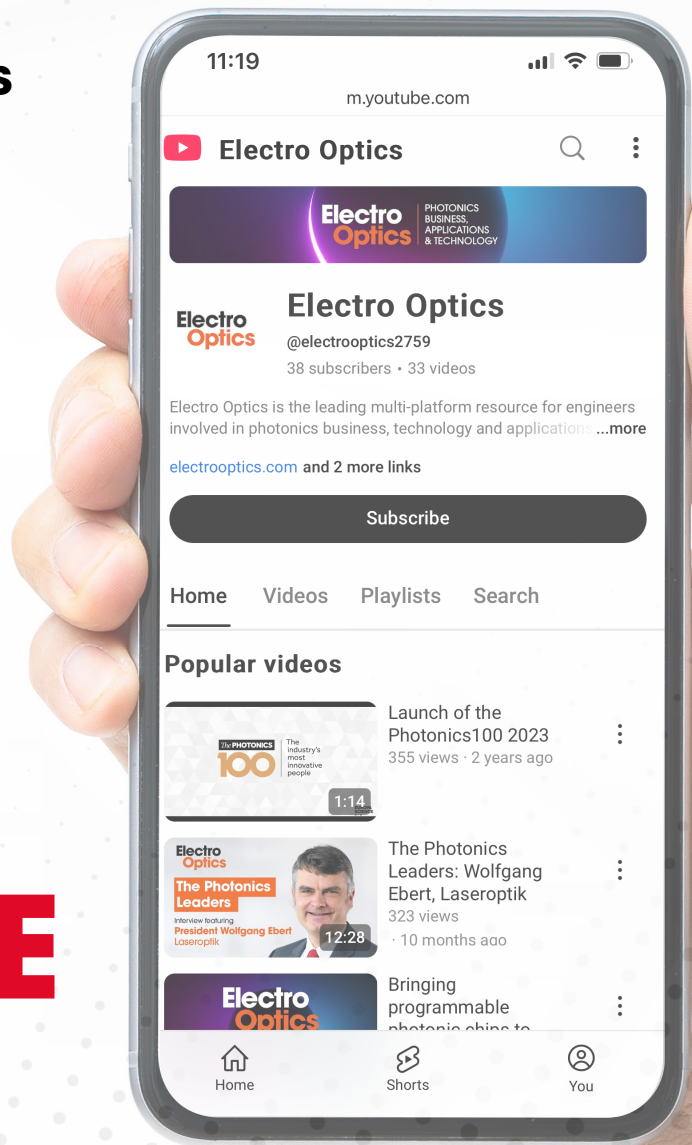 s
11:19
m.youtube.com
Electro Optics
Electro
Optics
PHOTONICS
BUSINESS,
APPLICATIONS
& TECHNOLOGY
Electro
Optics
Electro Optics
@electrooptics2759
38 subscribers • 33 videos
Electro Optics is the leading multi-platform resource for engineers
involved in photonics business, technology and applications ...more
electrooptics.com and 2 more links
Subscribe
Home Videos Playlists Search
Popular videos
The PHOTONICS
100
The
industry's
most
innovative
people
1:14
Launch of the
Photonics100 2023
355 views · 2 years ago
Electro
Optics
The Photonics
Leaders
Interview featuring
President Wolfgang Ebert
Laseroptik
12:28
The Photonics
Leaders: Wolfgang
Ebert, Laseroptik
323 views
· 10 months ago
E
Electro
Optics
Bringing
programmable
photonic chips to
Home Shorts You